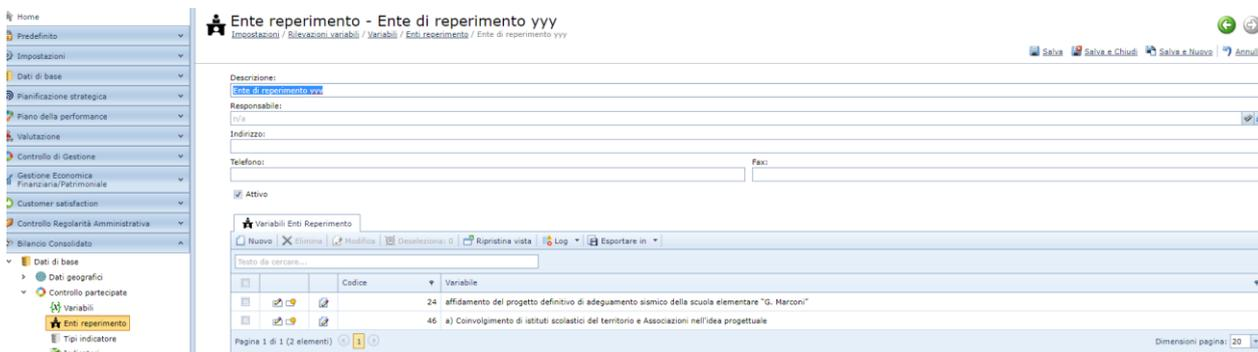 Home
Predefinito
Impostazioni
Dati di base
Pianificazione strategica
Piano della performance
Valutazione
Controllo di Gestione
Gestione Economica
Finanziaria/Patrimoniale
Customer satisfaction
Controllo Regolarità Amministrativa
Bilancio Consolidato
Dati di base
Dati geografici
Controllo partecipate
Variabili
Enti reperimento
Tipi indicatore
Ente reperimento - Ente di reperimento yyy
Impostazioni / Rilevazioni variabili / Variabili / Enti reperimento / Ente di reperimento yyy
Salva Salva e Chiudi Salva e Nuovo Annull
Descrizione:
Ente di reperimento yyy
Responsabile:
n/a
Indirizzo:
Telefono: Fax:
Attivo
Variabili Enti Reperimento
Nuovo Elimina Modifica Deseleziona: 0 Ripristina vista Log Esportare in
Testo da cercare...
Codice Variabile
24 affidamento del progetto definitivo di adeguamento sismico della scuola elementare "G. Marconi"
46 a) Coinvolgimento di istituti scolastici del territorio e Associazioni nell'idea progettuale
Pagina 1 di 1 (2 elementi) 1 Dimensioni pagina: 20